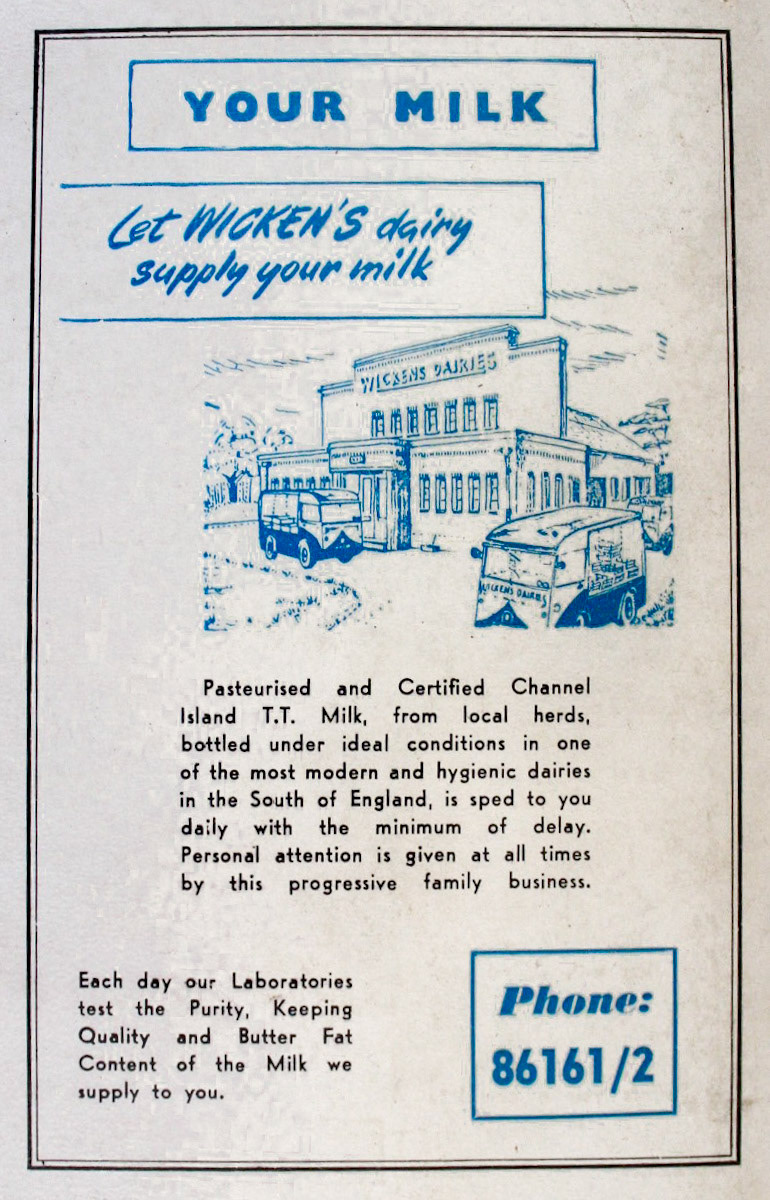 YOUR MILK
Let WICKEN'S dairy
supply your milk
WICKENS DAIRIES
WICKENS DAIRIES
Pasteurised and Certified Channel
Island T.T. Milk, from local herds,
bottled under ideal conditions in one
of the most modern and hygienic dairies
in the South of England, is sped to you
daily with the minimum of delay.
Personal attention is given at all times
by this progressive family business.
Each day our Laboratories
test the Purity, Keeping
Quality and Butter Fat
Content of the Milk we
supply to you.
Phone:
86161/2